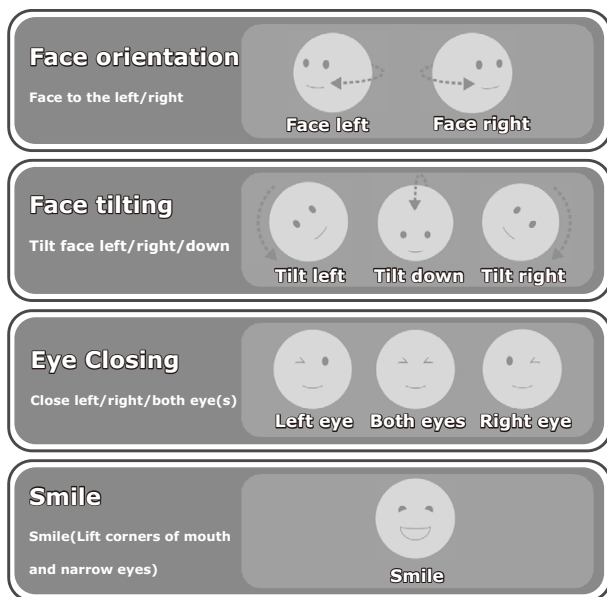 Face orientation
Face to the left/right
Face left
Face right
Face tilting
Tilt face left/right/down
Tilt left
Tilt down
Tilt right
Eye Closing
Close left/right/both eye(s)
Left eye
Both eyes
Right eye
Smile
Smile(Lift corners of mouth
and narrow eyes)
Smile